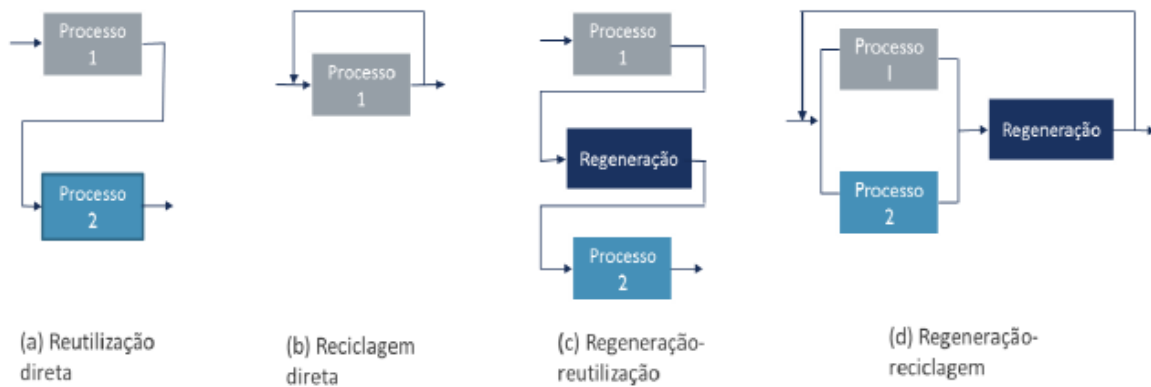 Processo
1
Processo
2
(a) Reutilização
direta
Processo
1
(b) Reciclagem
direta
Processo
1
Regeneração
Processo
2
(c) Regeneração-
reutilização
Processo
I
Processo
2
Regeneração
(d) Regeneração-
reciclagem